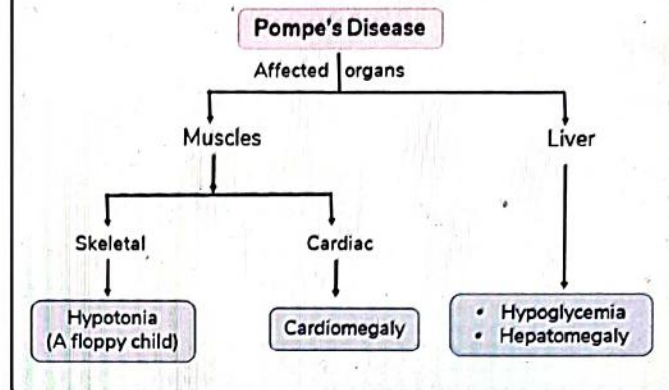 Pompe's Disease
Affected organs
Muscles
Liver
Skeletal
Cardiac
Hypotonia
(A floppy child)
Cardiomegaly
• Hypoglycemia
• Hepatomegaly